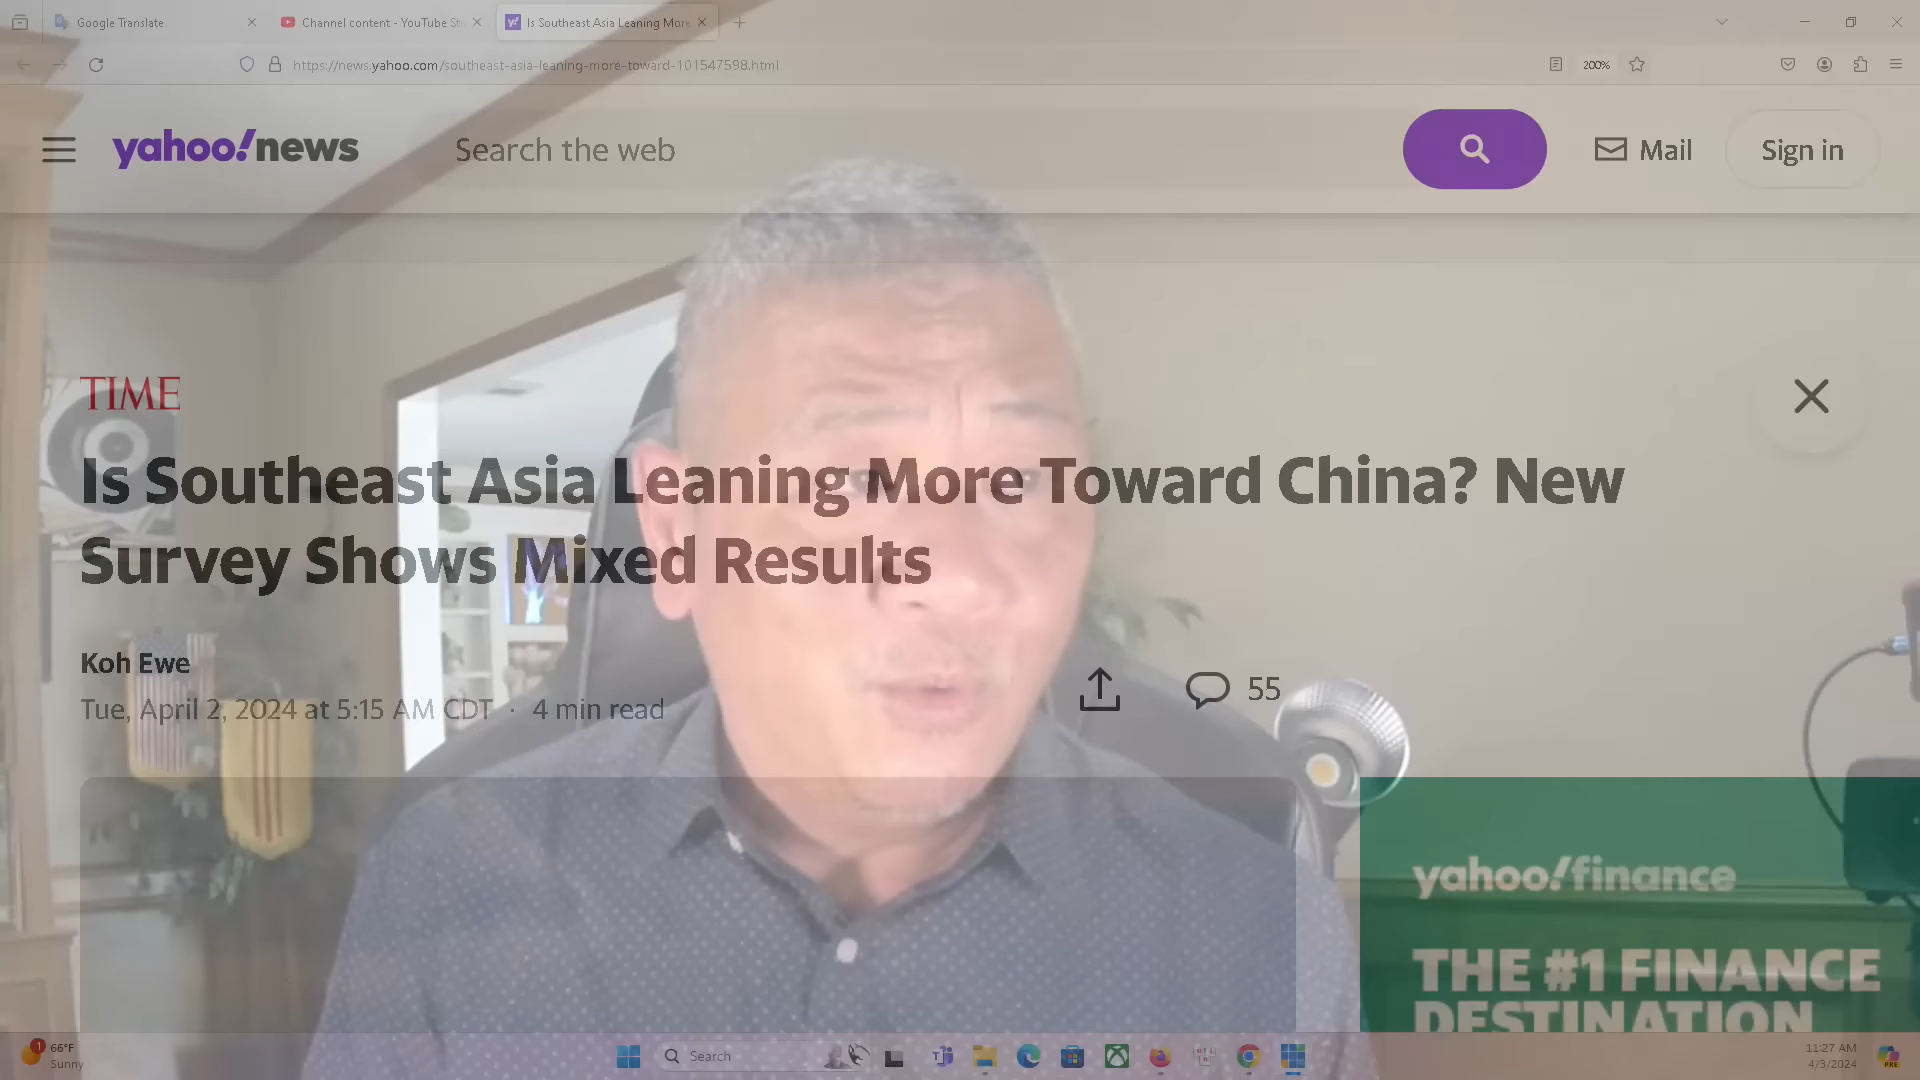 Google Translate
Channel content - YouTube St
Is Southeast Asia Leaning More
https://news.yahoo.com/southeast-asia-leaning-more-toward-101547598.html
200%
yahoo!news
Search the web
Mail
Sign in
TIME
Is Southeast Asia Leaning More Toward China? New
Survey Shows Mixed Results
Koh Ewe
Tue, April 2, 2024 at 5:15 AM CDT · 4 min read
55
yahoo!finance
THE #1 FINANCE
DESTINATION
1
66°F
Sunny
Search
11:27 AM
4/3/2024
PRE